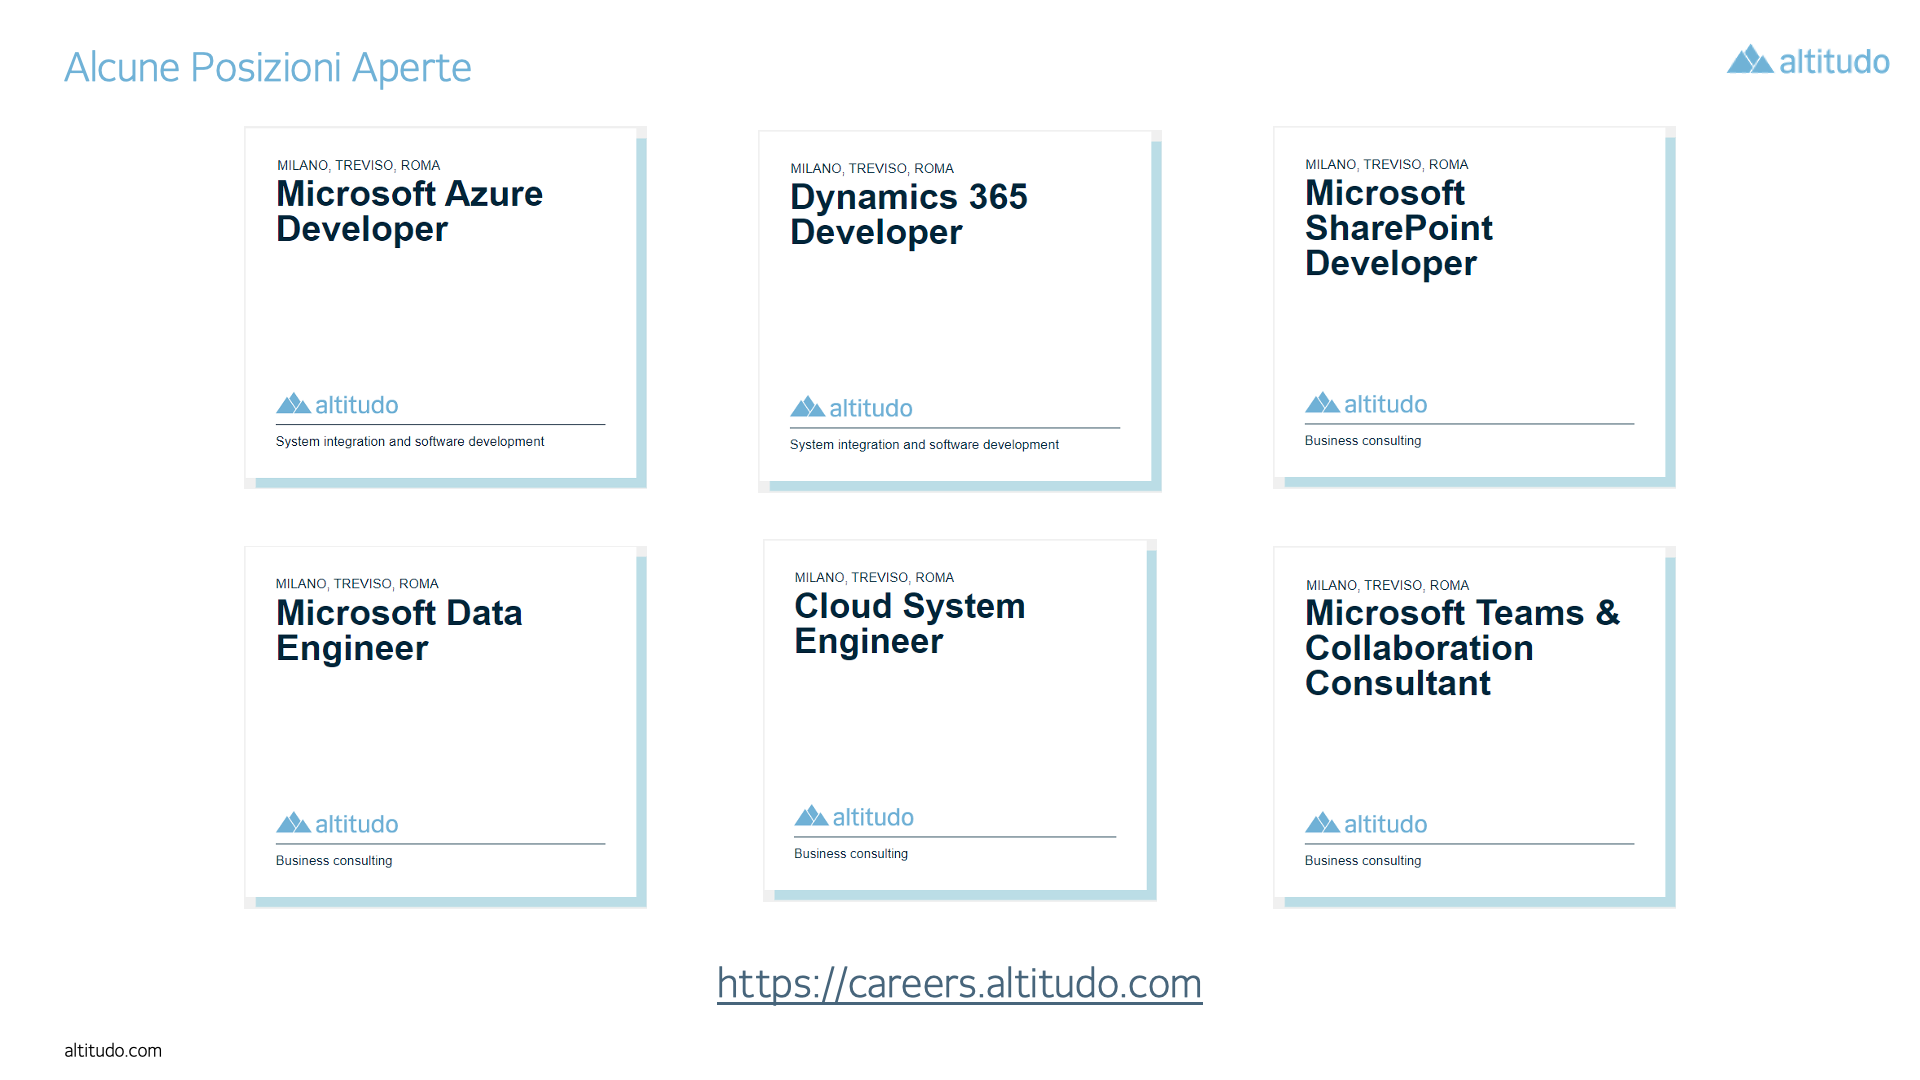 Alcune Posizioni Aperte
altitudo
MILANO, TREVISO, ROMA
Microsoft Azure
Developer
altitudo
System integration and software development
MILANO, TREVISO, ROMA
Dynamics 365
Developer
altitudo
System integration and software development
MILANO, TREVISO, ROMA
Microsoft
SharePoint
Developer
altitudo
Business consulting
MILANO, TREVISO, ROMA
Microsoft Data
Engineer
altitudo
Business consulting
MILANO, TREVISO, ROMA
Cloud System
Engineer
altitudo
Business consulting
MILANO, TREVISO, ROMA
Microsoft Teams &
Collaboration
Consultant
altitudo
Business consulting
https://careers.altitudo.com
altitudo.com